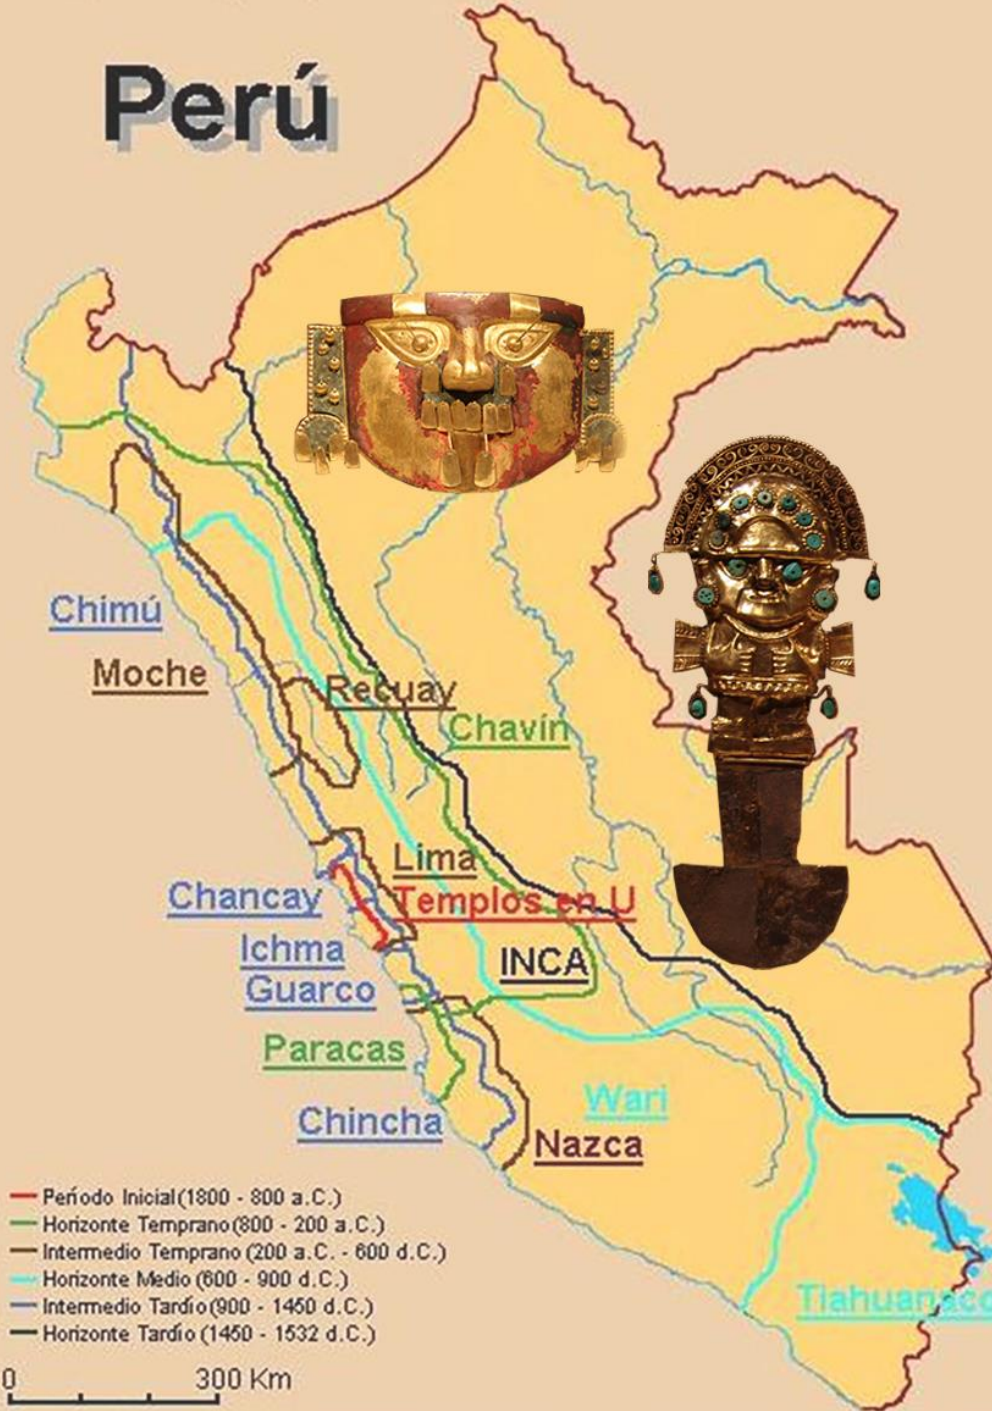 Perú
Chimú
Moche
Recuay
Chavín
Lima
Chancay
Templos en U
Ichma
INCA
Guarco
Paracas
Wari
Chincha
Nazca
Período Inicial (1800 - 800 a.C.)
Horizonte Temprano (800 - 200 a.C.)
Intermedio Temprano (200 a.C. - 600 d.C.)
Horizonte Medio (600 - 900 d.C.)
Intermedio Tardío (900 - 1450 d.C.)
Horizonte Tardío (1450 - 1532 d.C.)
Tiahuanaco
0 300 Km